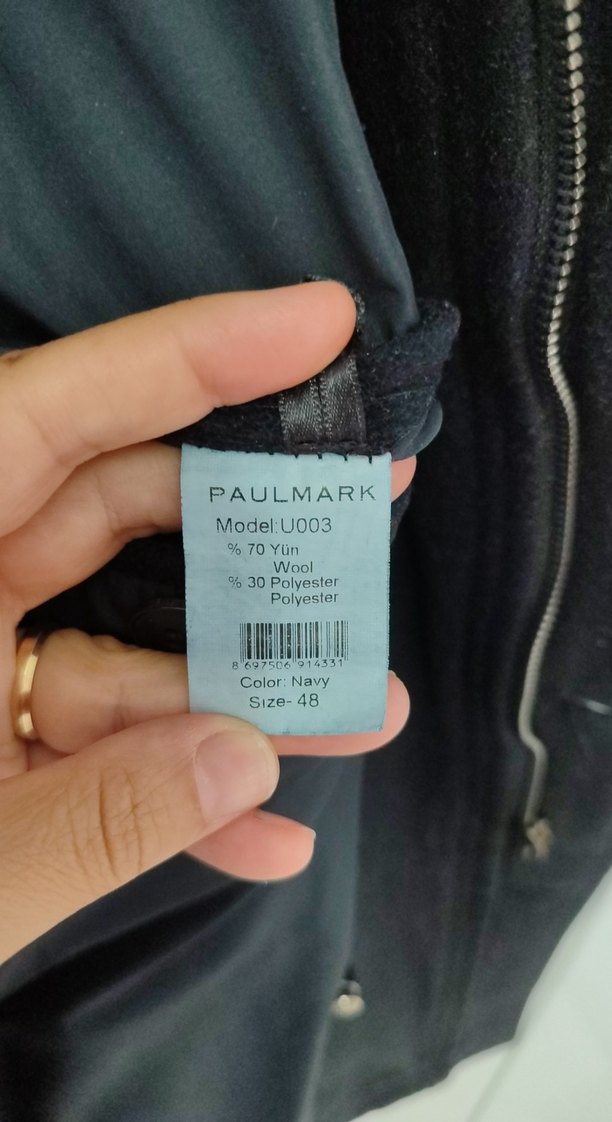 PAULMARK
Model:U003
% 70 Yün
Wool
% 30 Polyester
Polyester
8 697506 914331
Color: Navy
Size- 48